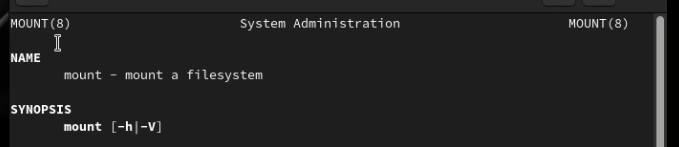 MOUNT(8) System Administration MOUNT(8)
NAME
mount - mount a filesystem
SYNOPSIS
mount [-h|-V]